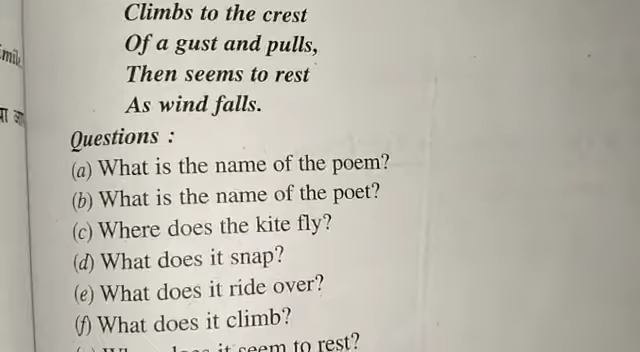 Climbs to the crest
Of a gust and pulls,
Then seems to rest
As wind falls.
Questions :
(a) What is the name of the poem?
(b) What is the name of the poet?
(c) Where does the kite fly?
(d) What does it snap?
(e) What does it ride over?
(f) What does it climb?
it seem to rest?